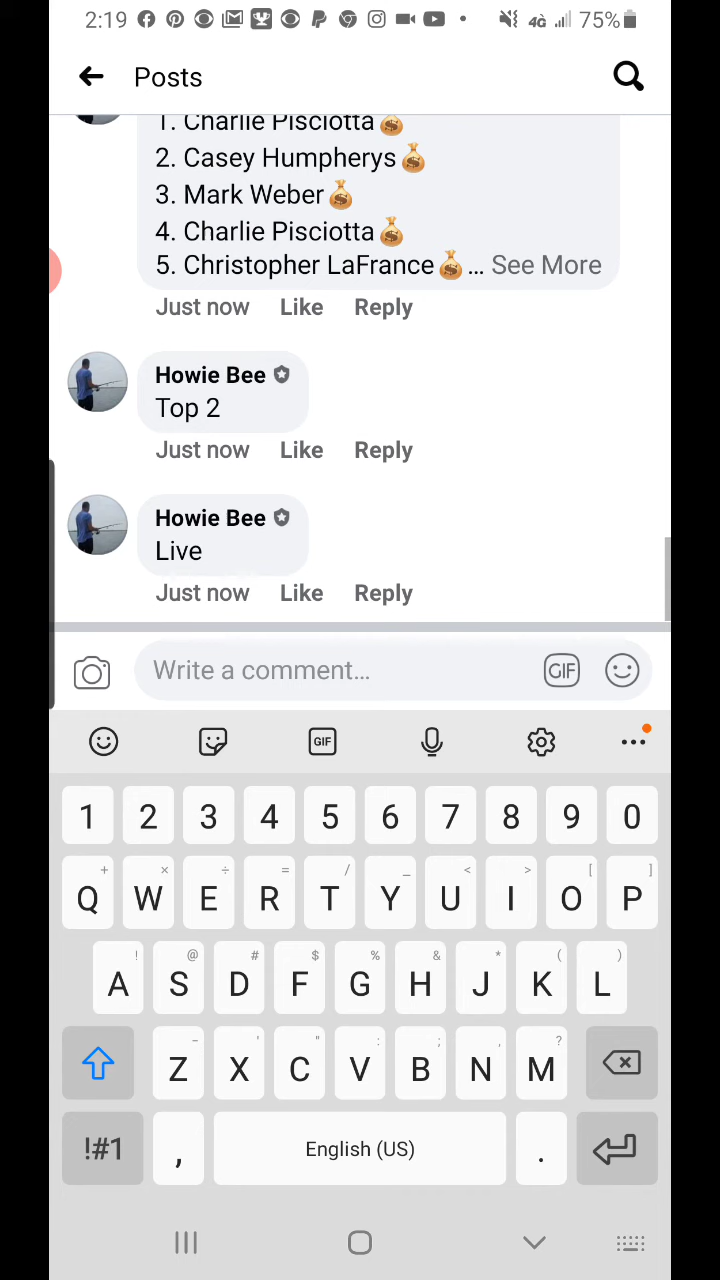 2:19 4G 75%
Posts
1. Charlie Pisciotta💰
2. Casey Humpherys💰
3. Mark Weber💰
4. Charlie Pisciotta💰
5. Christopher LaFrance💰... See More
Just now Like Reply
Howie Bee
Top 2
Just now Like Reply
Howie Bee
Live
Just now Like Reply
Write a comment... GIF
GIF
1 2 3 4 5 6 7 8 9 0
+ × ÷ = / _ < > [ ]
Q W E R T Y U I O P
! @ # $ % & * ( )
A S D F G H J K L
- ' " : ; , ?
Z X C V B N M
!#1 , English (US) .